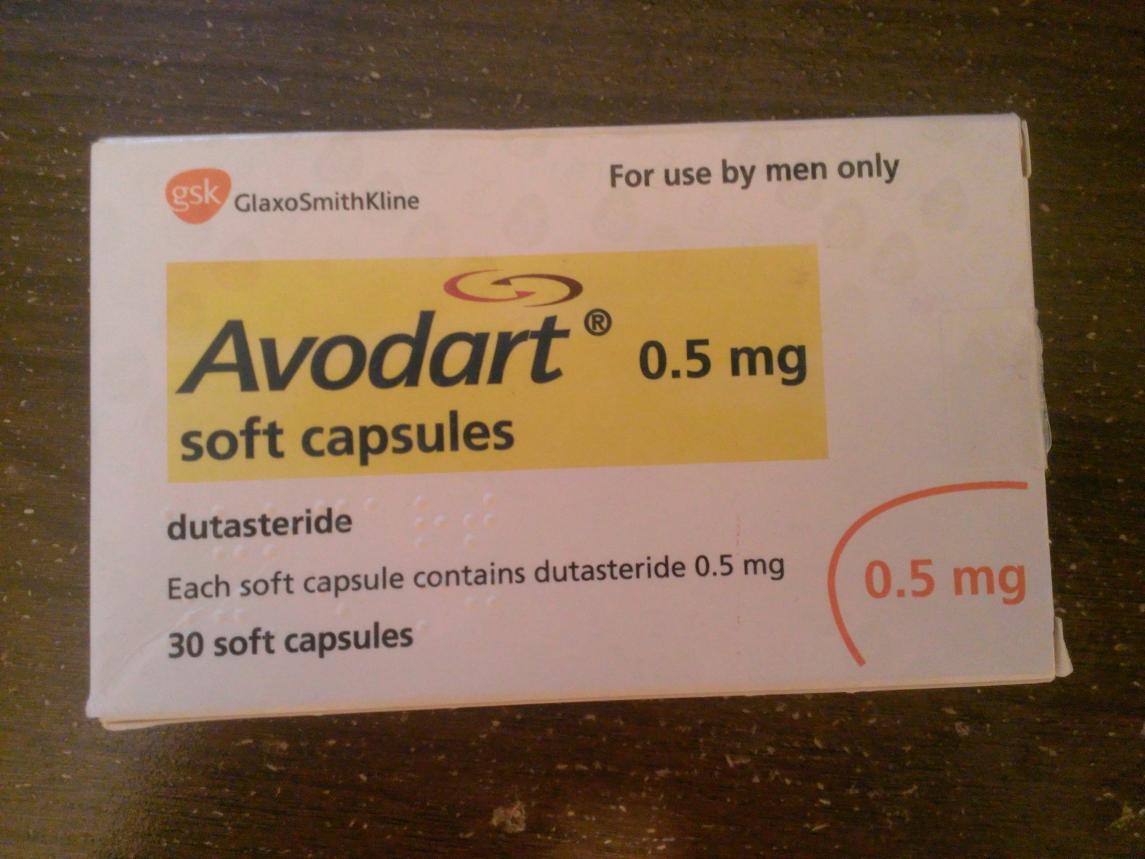 gsk GlaxoSmithKline
For use by men only
Avodart® 0.5 mg
soft capsules
dutasteride
Each soft capsule contains dutasteride 0.5 mg
30 soft capsules
0.5 mg